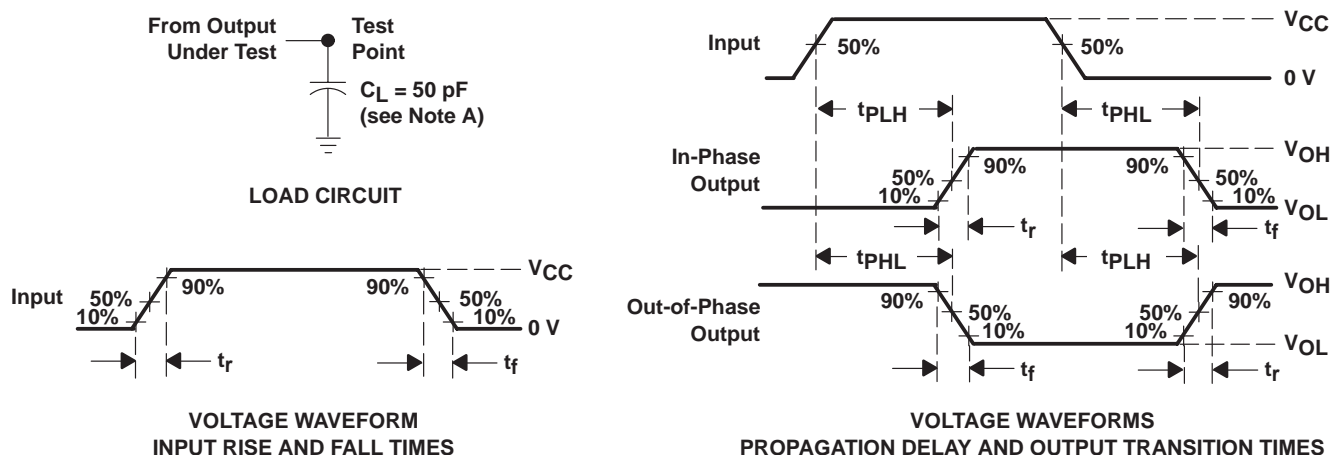 From Output
Under Test
Test
Point
CL = 50 pF
(see Note A)
LOAD CIRCUIT
Input
50%
10%
90%
90%
50%
10%
VCC
0 V
tr
tf
VOLTAGE WAVEFORM
INPUT RISE AND FALL TIMES
Input
50%
50%
VCC
0 V
tPLH
tPHL
In-Phase
Output
50%
10%
90%
90%
50%
10%
VOH
VOL
tr
tf
tPHL
tPLH
Out-of-Phase
Output
90%
50%
10%
50%
10%
90%
VOH
VOL
tf
tr
VOLTAGE WAVEFORMS
PROPAGATION DELAY AND OUTPUT TRANSITION TIMES